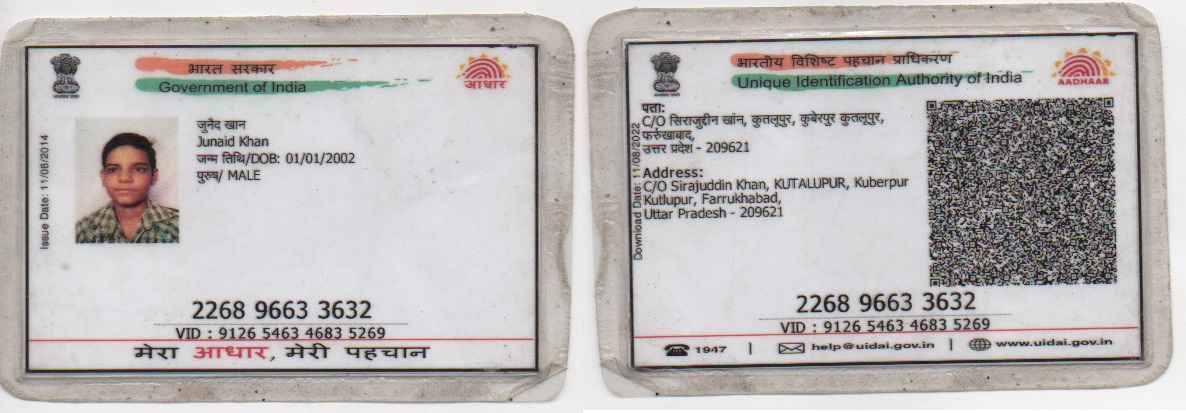 भारत सरकार
Government of India
आधार
Issue Date: 11/08/2014
जुनैद खान
Junaid Khan
जन्म तिथि/DOB: 01/01/2002
पुरुष/ MALE
2268 9663 3632
VID : 9126 5463 4683 5269
मेरा आधार, मेरी पहचान
भारतीय विशिष्ट पहचान प्राधिकरण
Unique Identification Authority of India
AADHAAR
Download Date: 11/08/2022
पता:
C/O सिराजुद्दीन खांन, कुतलूपुर, कुबेरपुर कुतलूपुर,
फर्रुखाबाद,
उत्तर प्रदेश - 209621
Address:
C/O Sirajuddin Khan, KUTALUPUR, Kuberpur
Kutlupur, Farrukhabad,
Uttar Pradesh - 209621
2268 9663 3632
VID : 9126 5463 4683 5269
1947 | help@uidai.gov.in | www.uidai.gov.in